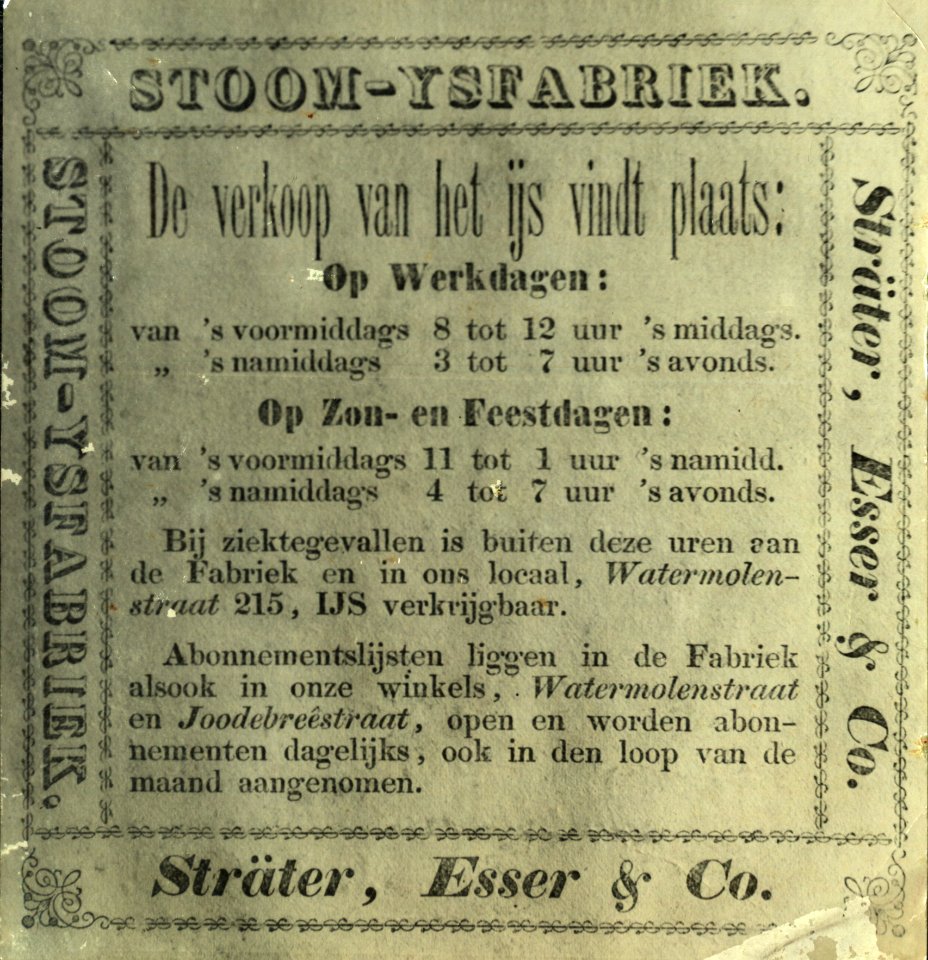 STOOM-YSFABRIEK.
STOOM-YSFABRIEK.
De verkoop van het ijs vindt plaats:
Op Werkdagen:
van 's voormiddags 8 tot 12 uur 's middags.
„ 's namiddags 3 tot 7 uur 's avonds.
Op Zon- en Feestdagen:
van 's voormiddags 11 tot 1 uur 's namidd.
„ 's namiddags 4 tot 7 uur 's avonds.
Bij ziektegevallen is buiten deze uren aan
de Fabriek en in ons locaal, Watermolen-
straat 215, IJS verkrijgbaar.
Abonnementslijsten liggen in de Fabriek
alsook in onze winkels, Watermolenstraat
en Joodebreêstraat, open en worden abon-
nementen dagelijks, ook in den loop van de
maand aangenomen.
Sträter, Esser & Co.
Sträter, Esser & Co.